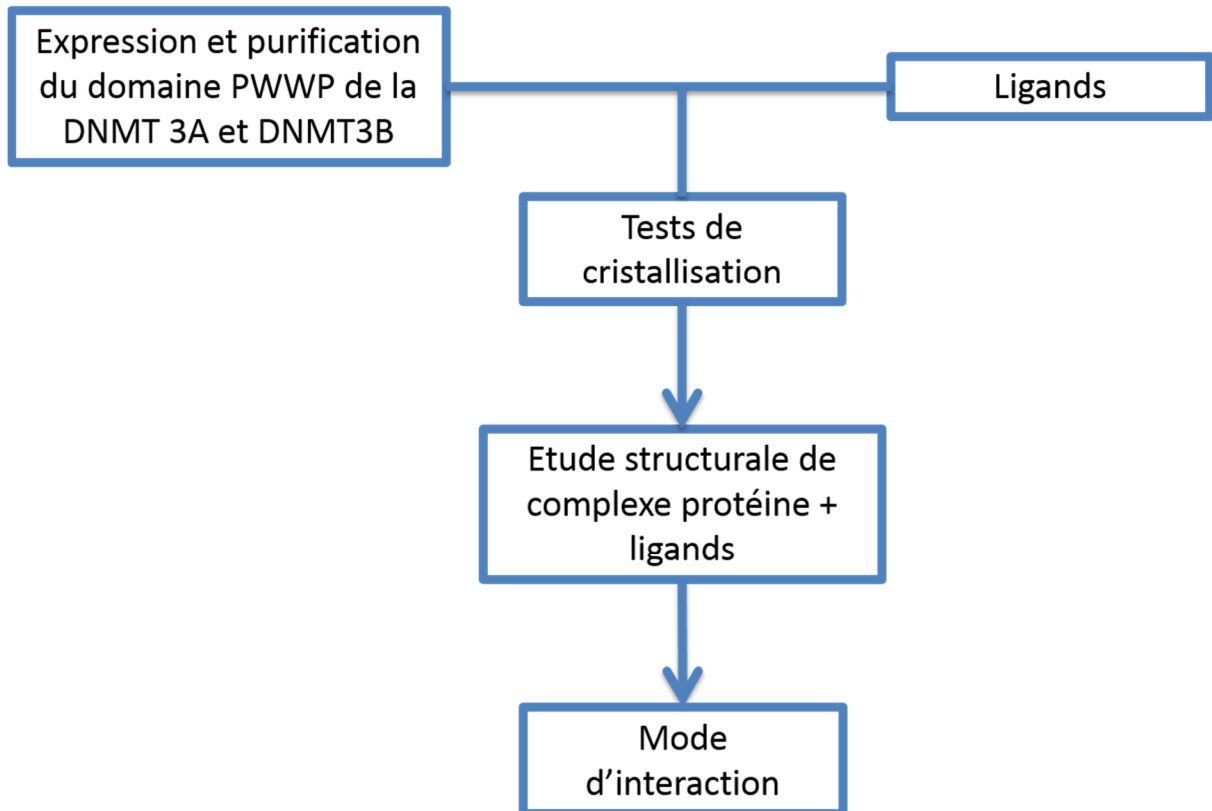 Expression et purification
du domaine PWWP de la
DNMT 3A et DNMT3B
Ligands
Tests de
cristallisation
Etude structurale de
complexe protéine +
ligands
Mode
d’interaction